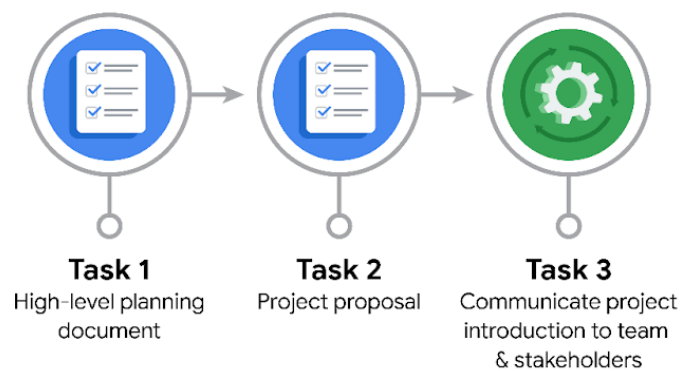 Task 1
High-level planning
document
Task 2
Project proposal
Task 3
Communicate project
introduction to team
& stakeholders